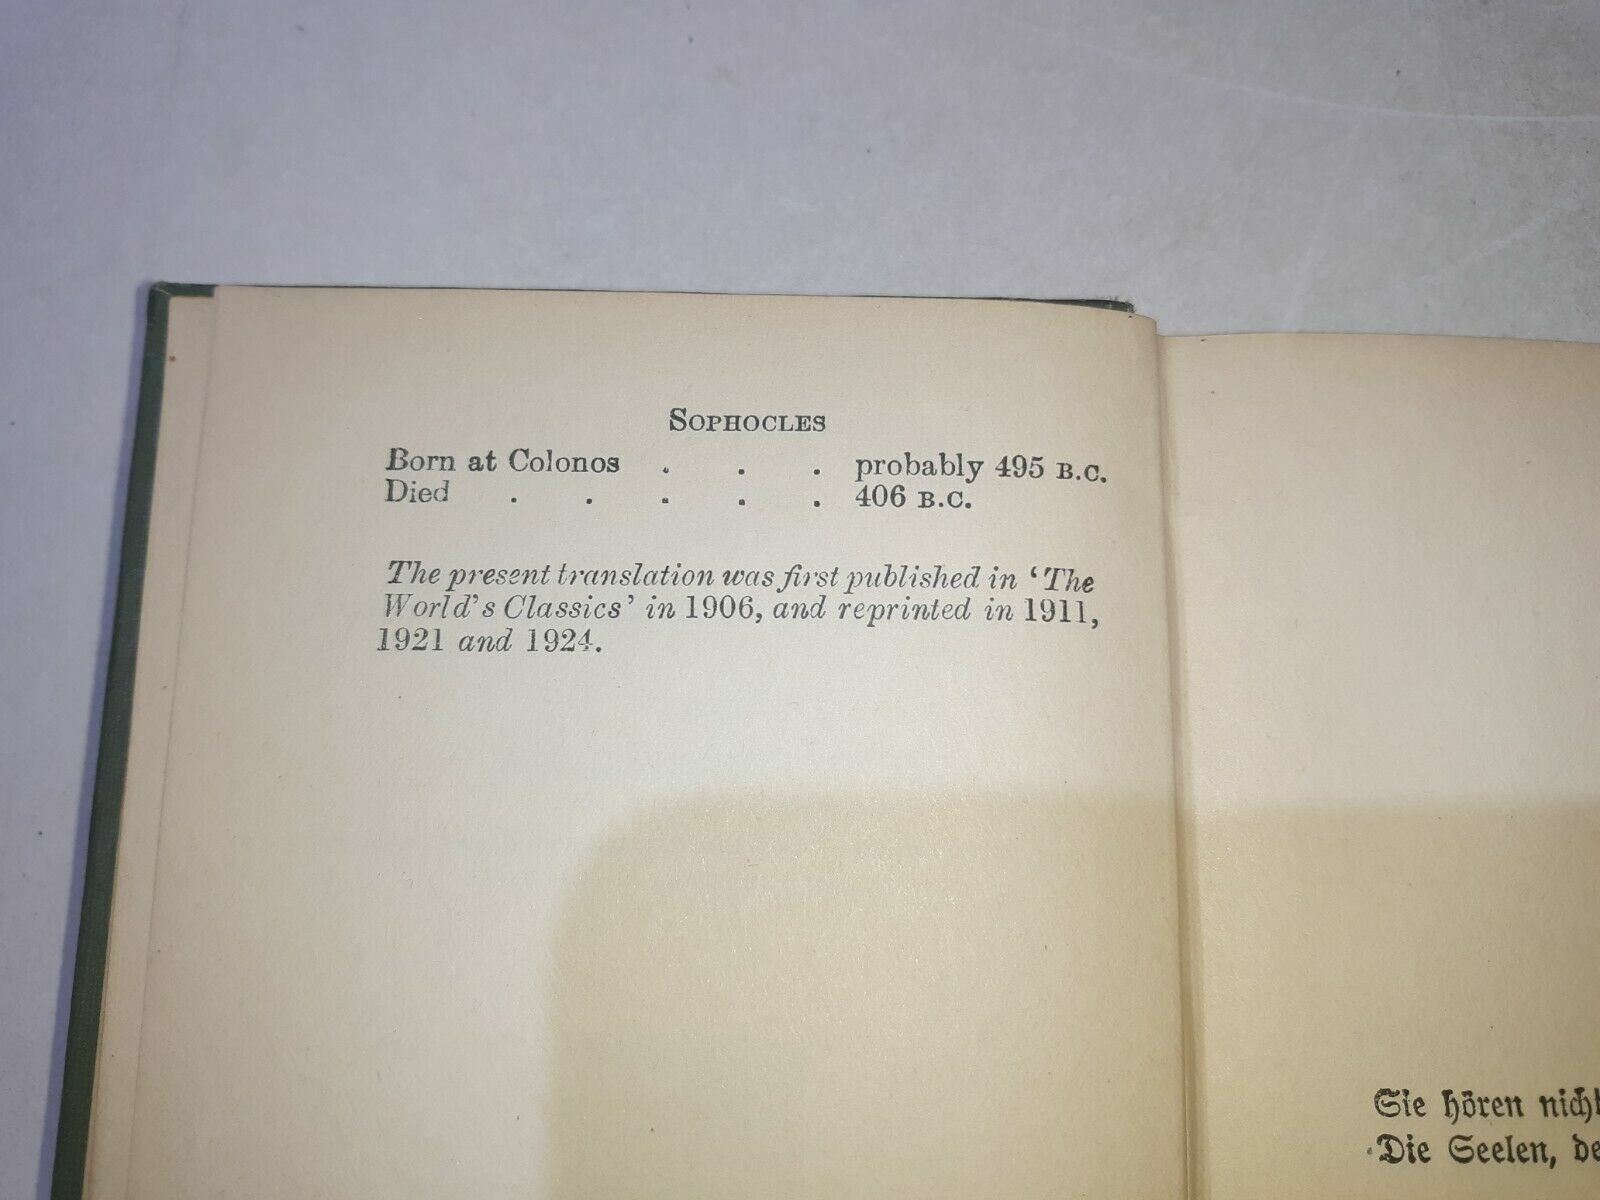 SOPHOCLES
Born at Colonos . . . probably 495 B.C.
Died . . . . . 406 B.C.
The present translation was first published in ‘The
World’s Classics’ in 1906, and reprinted in 1911,
1921 and 1924.
Sie hören nicht
Die Seelen, de